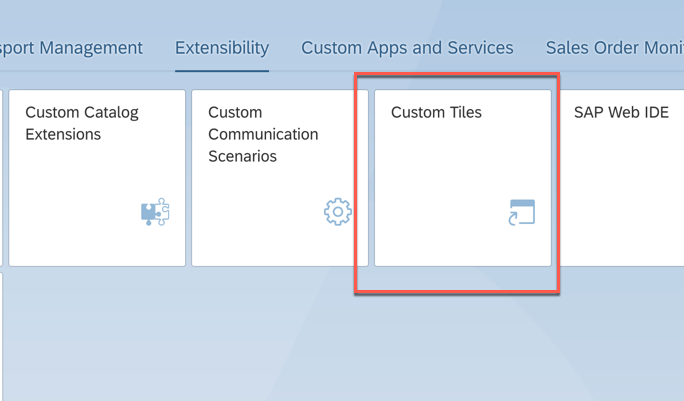 sport Management Extensibility Custom Apps and Services Sales Order Moni
Custom Catalog
Extensions
Custom
Communication
Scenarios
Custom Tiles
SAP Web IDE